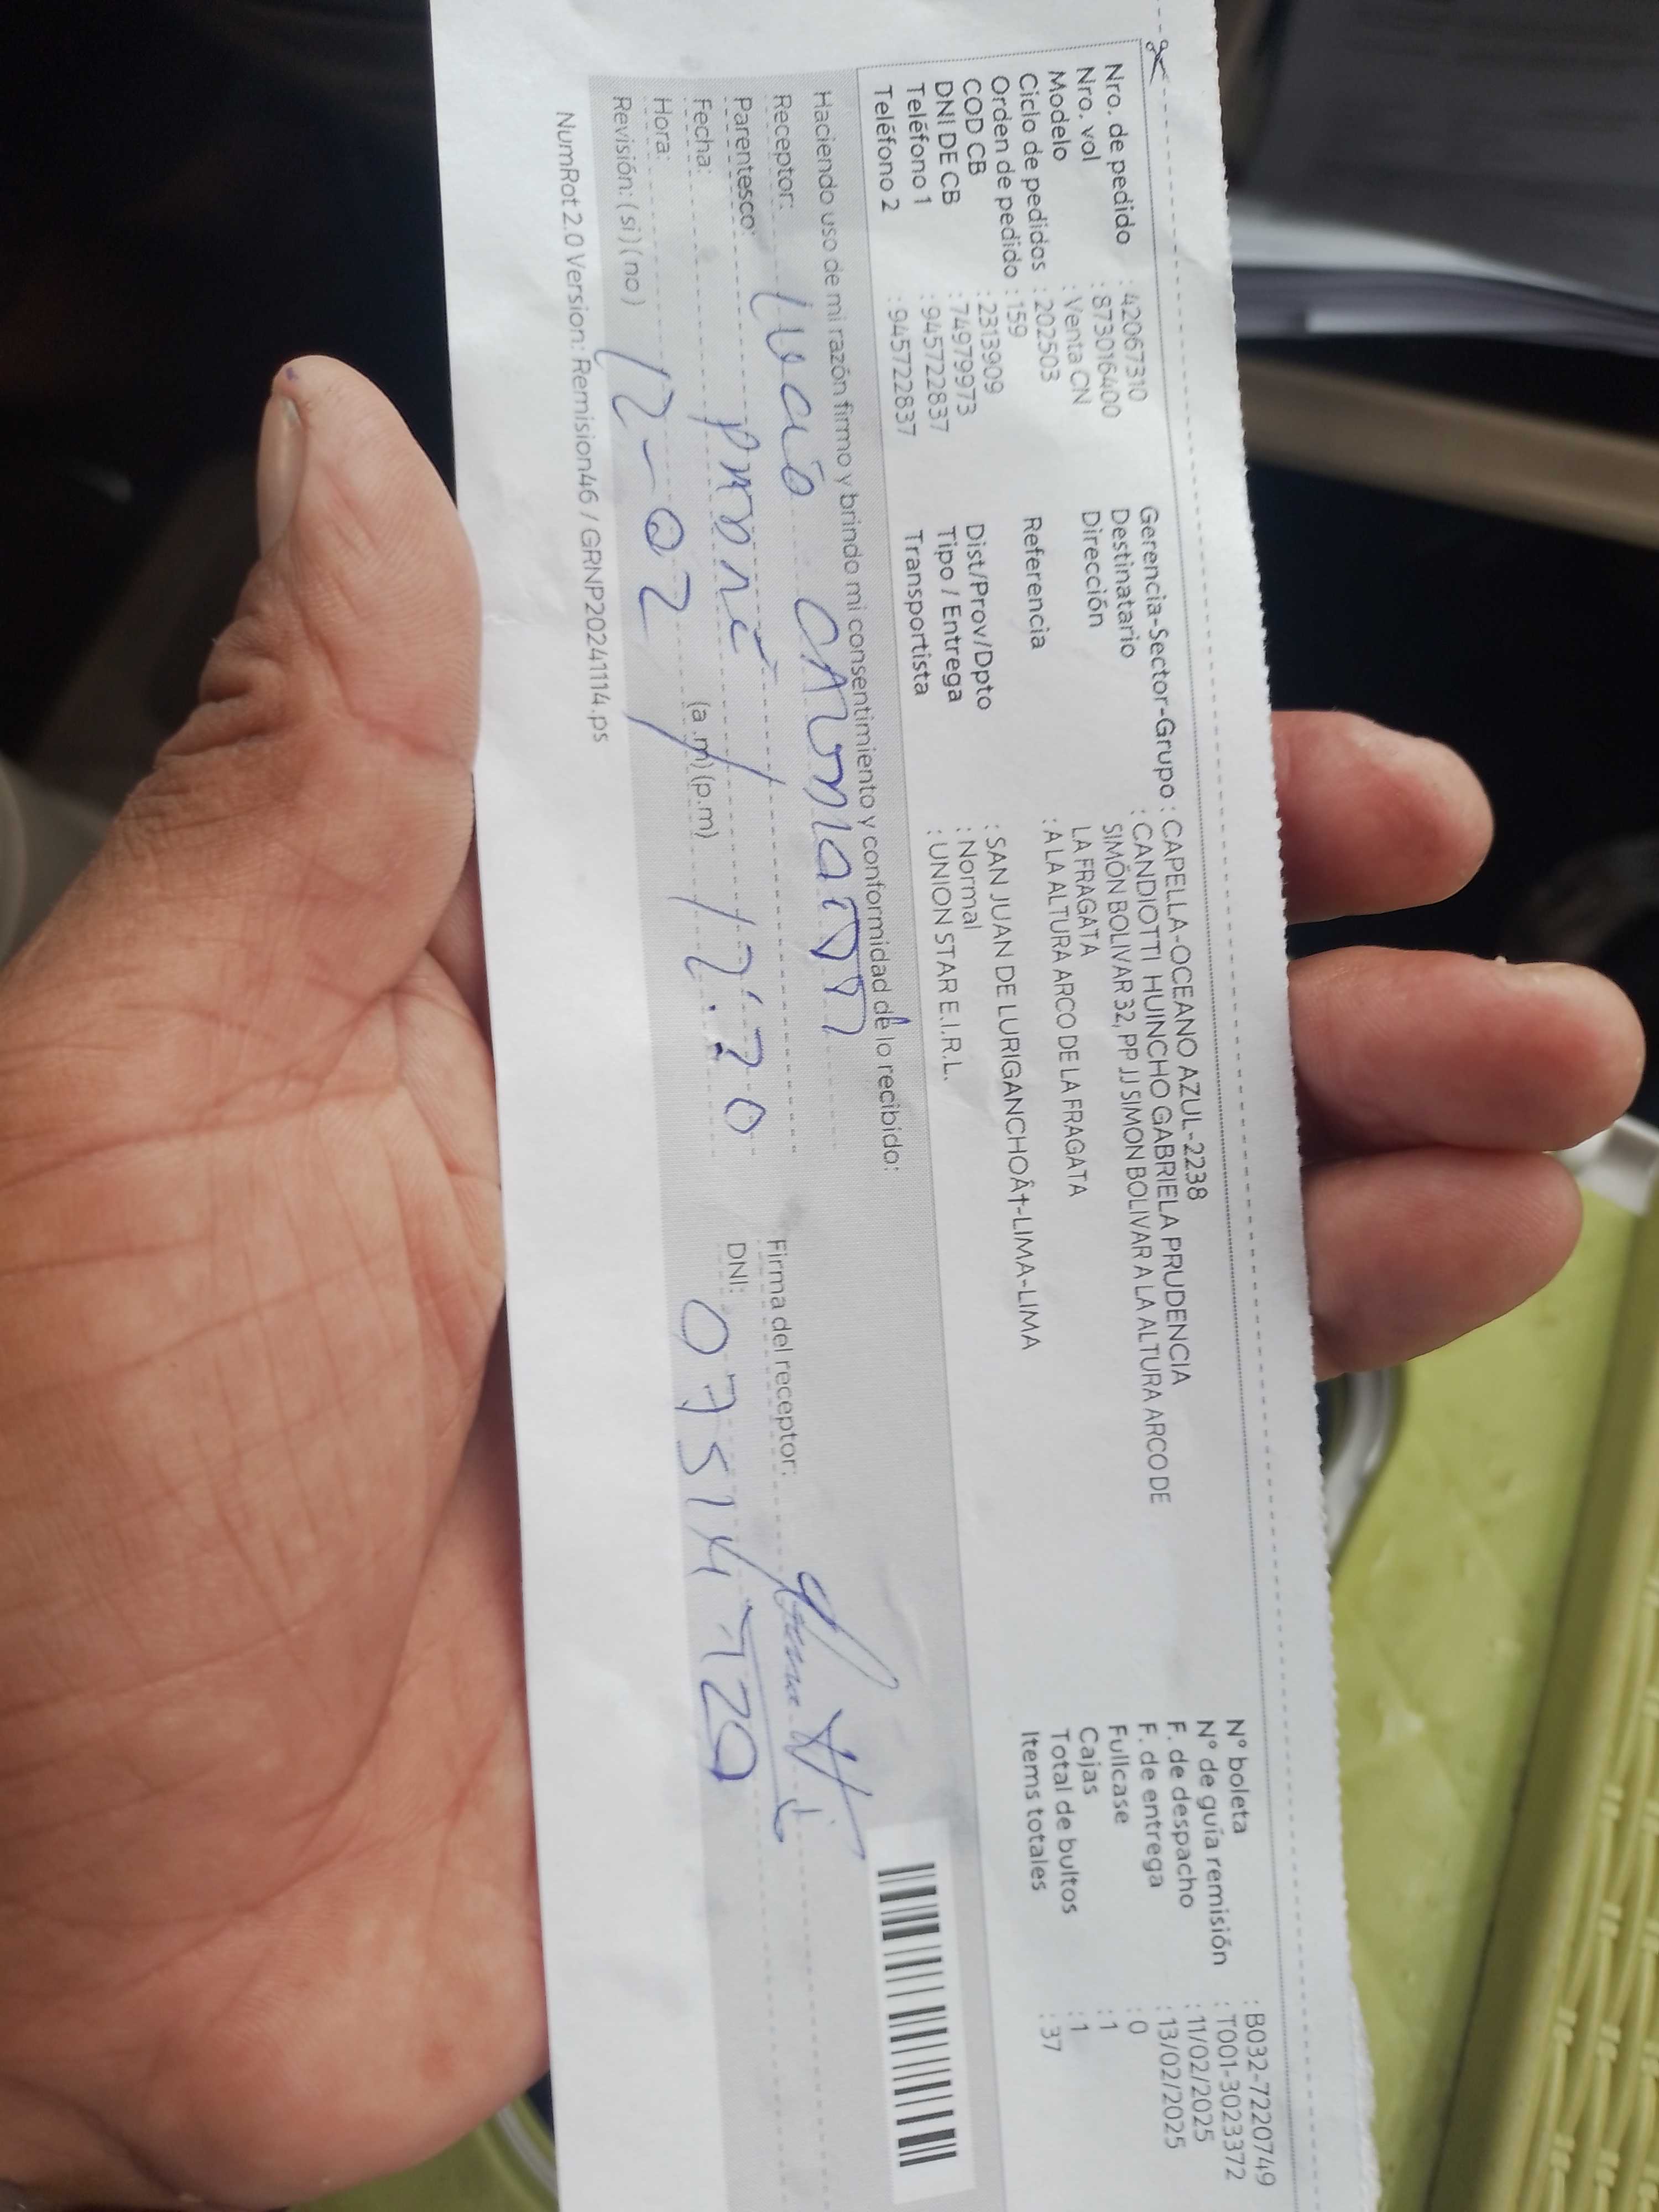 Gerencia-Sector-Grupo : CAPELLA-OCEANO AZUL-2238
Nro. de pedido : 42067310
Nro. vol : 873016400
Modelo : Venta CN
Ciclo de pedidos : 202503
Orden de pedido : 159
COD CB : 2313909
DNI DE CB : 74979973
Teléfono 1 : 945722837
Teléfono 2 : 945722837
Destinatario : CANDIOTTI HUINCHO GABRIELA PRUDENCIA
Dirección SIMÓN BOLIVAR 32, PP JJ SIMON BOLIVAR A LA ALTURA ARCO DE
LA FRAGATA
Referencia : A LA ALTURA ARCO DE LA FRAGATA
Dist/Prov/Dpto : SAN JUAN DE LURIGANCHOÂ†-LIMA-LIMA
Tipo / Entrega : Normal
Transportista : UNION STAR E.I.R.L.
N° boleta : B032-7220749
N° de guía remisión : T001-3023372
F. de despacho : 11/02/2025
F. de entrega : 13/02/2025
Fullcase : 0
Cajas : 1
Total de bultos : 1
Items totales : 37
Haciendo uso de mi razón firmo y brindo mi consentimiento y conformidad de lo recibido:
Receptor: Lucio
Parentesco:
Fecha: 12-02
Hora: (a.m) (p.m) 12:20
Revisión: (si) (no)
Firma del receptor:
DNI:
NumRot 2.0 Version: Remision46 / GRNP20241114.ps